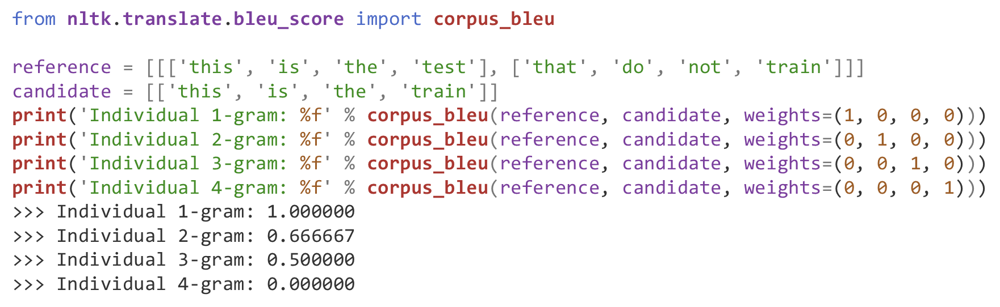 from nltk.translate.bleu_score import corpus_bleu

reference = [[['this', 'is', 'the', 'test'], ['that', 'do', 'not', 'train']]]
candidate = [['this', 'is', 'the', 'train']]
print('Individual 1-gram: %f' % corpus_bleu(reference, candidate, weights=(1, 0, 0, 0)))
print('Individual 2-gram: %f' % corpus_bleu(reference, candidate, weights=(0, 1, 0, 0)))
print('Individual 3-gram: %f' % corpus_bleu(reference, candidate, weights=(0, 0, 1, 0)))
print('Individual 4-gram: %f' % corpus_bleu(reference, candidate, weights=(0, 0, 0, 1)))
>>> Individual 1-gram: 1.000000
>>> Individual 2-gram: 0.666667
>>> Individual 3-gram: 0.500000
>>> Individual 4-gram: 0.000000